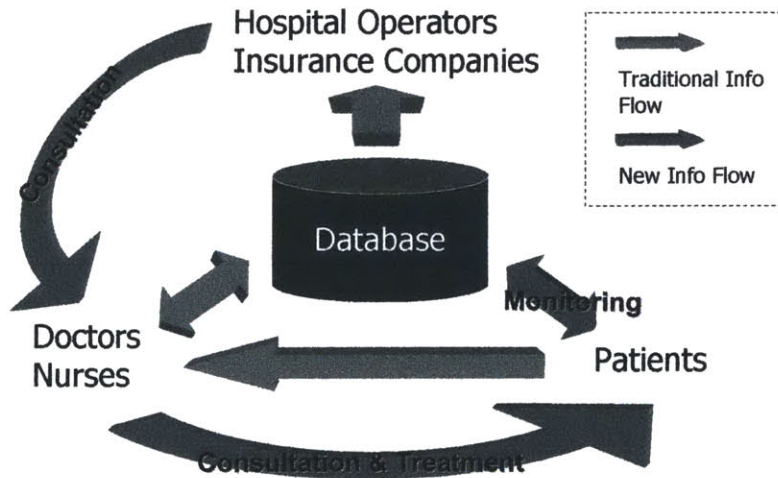 Hospital Operators
Insurance Companies
Traditional Info
Flow
New Info Flow
Consultation
Database
Monitoring
Doctors
Nurses
Patients
Consultation & Treatment